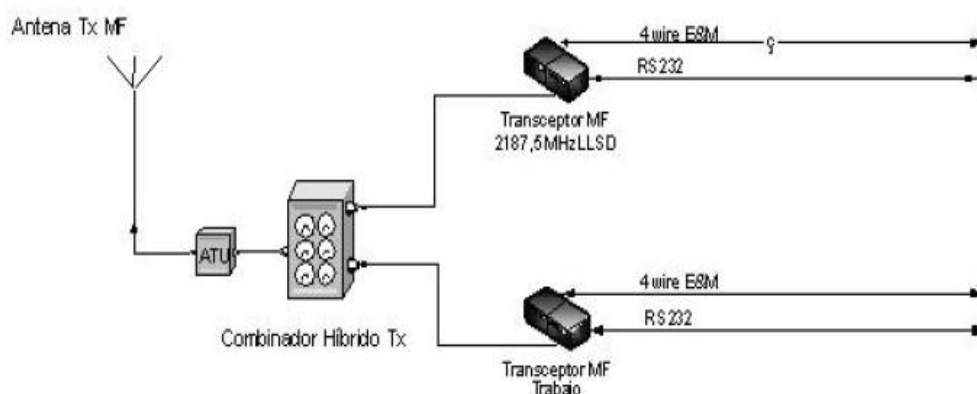 Antena Tx MF
4 wire E&M
ç
RS232
Transceptor MF
2187,5 MHz LLSD
ATU
Combinador Híbrido Tx
4 wire E&M
RS232
Transceptor MF
Trabajo